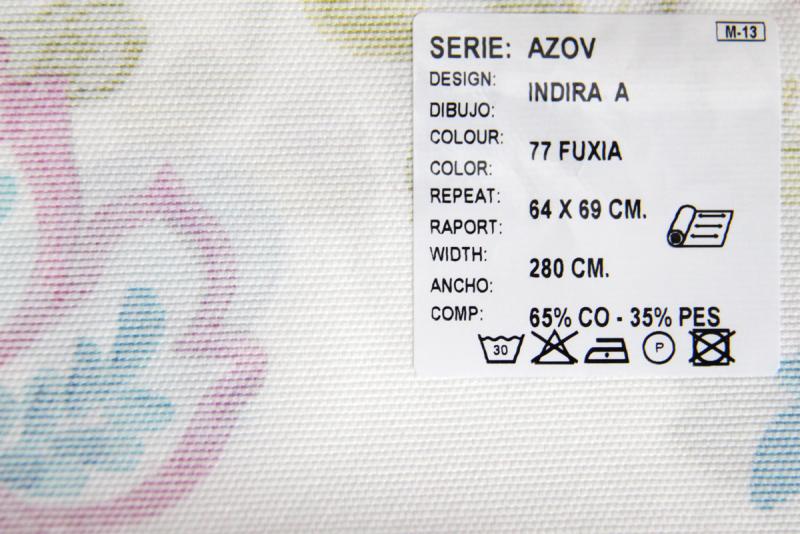 M-13
SERIE: AZOV
DESIGN:
DIBUJO:
INDIRA A
COLOUR:
COLOR:
77 FUXIA
REPEAT:
RAPORT:
64 X 69 CM.
WIDTH:
ANCHO:
280 CM.
COMP: 65% CO - 35% PES
30
P